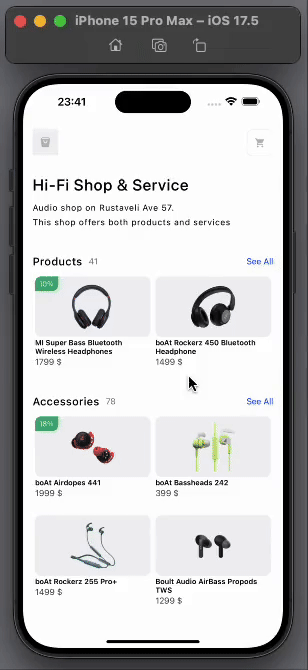 iPhone 15 Pro Max – iOS 17.5
23:41
Hi-Fi Shop & Service
Audio shop on Rustaveli Ave 57.
This shop offers both products and services
Products 41 See All
10%
MI Super Bass Bluetooth
Wireless Headphones
1799 $
boAt Rockerz 450 Bluetooth
Headphone
1499 $
Accessories 78 See All
18%
boAt Airdopes 441
1999 $
boAt Bassheads 242
399 $
boAt Rockerz 255 Pro+
1499 $
Boult Audio AirBass Propods
TWS
1299 $